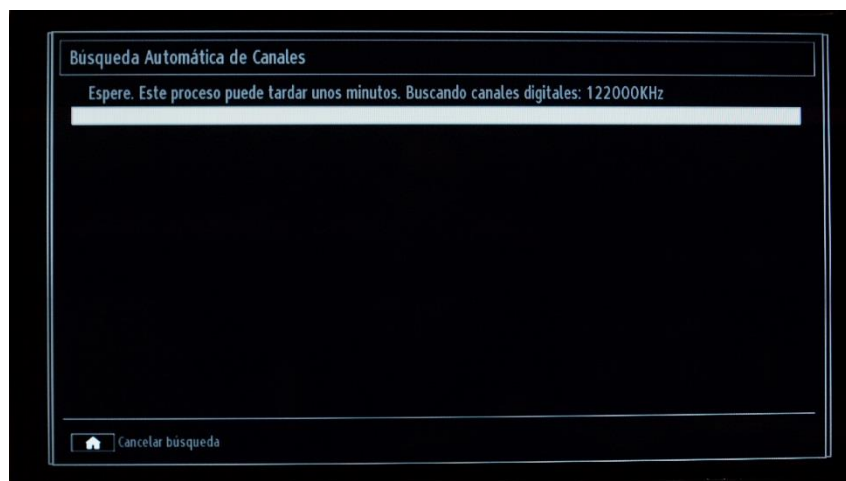 Búsqueda Automática de Canales
Espere. Este proceso puede tardar unos minutos. Buscando canales digitales: 122000KHz
Cancelar búsqueda